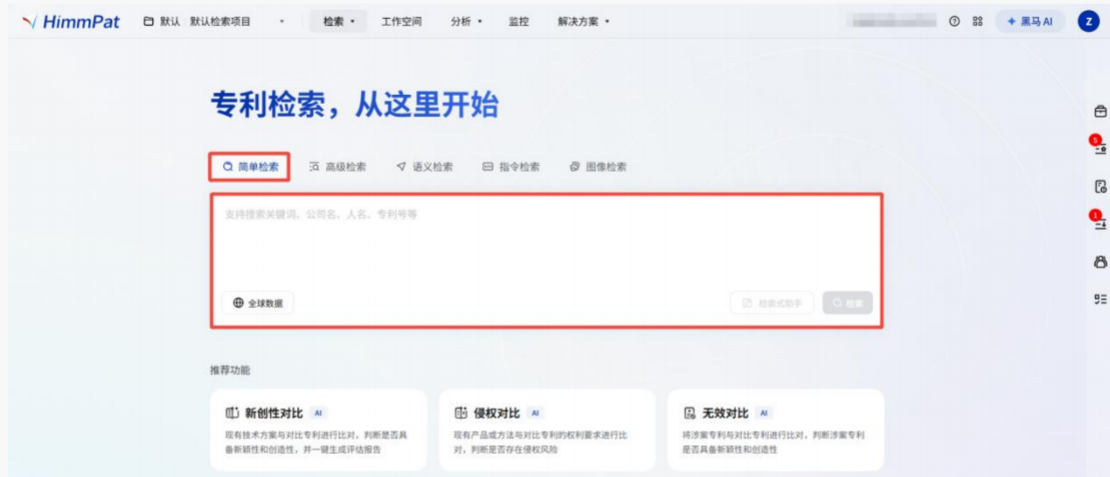 HimmPat 默认 默认检索项目 检索 工作空间 分析 监控 解决方案 黑马 AI Z
专利检索，从这里开始
简单检索 高级检索 语义检索 指令检索 图像检索
支持搜索关键词、公司名、人名、专利号等
全球数据 检索式助手 检索
推荐功能
新创性对比 AI 侵权对比 AI 无效对比 AI
现有技术方案与对比专利进行比对，判断是否具 现有产品或方法与对比专利的权利要求进行比 将涉案专利与对比专利进行比对，判断涉案专利
备新颖性和创造性，并一键生成评估报告 对，判断是否存在侵权风险 是否具备新颖性和创造性
5
1